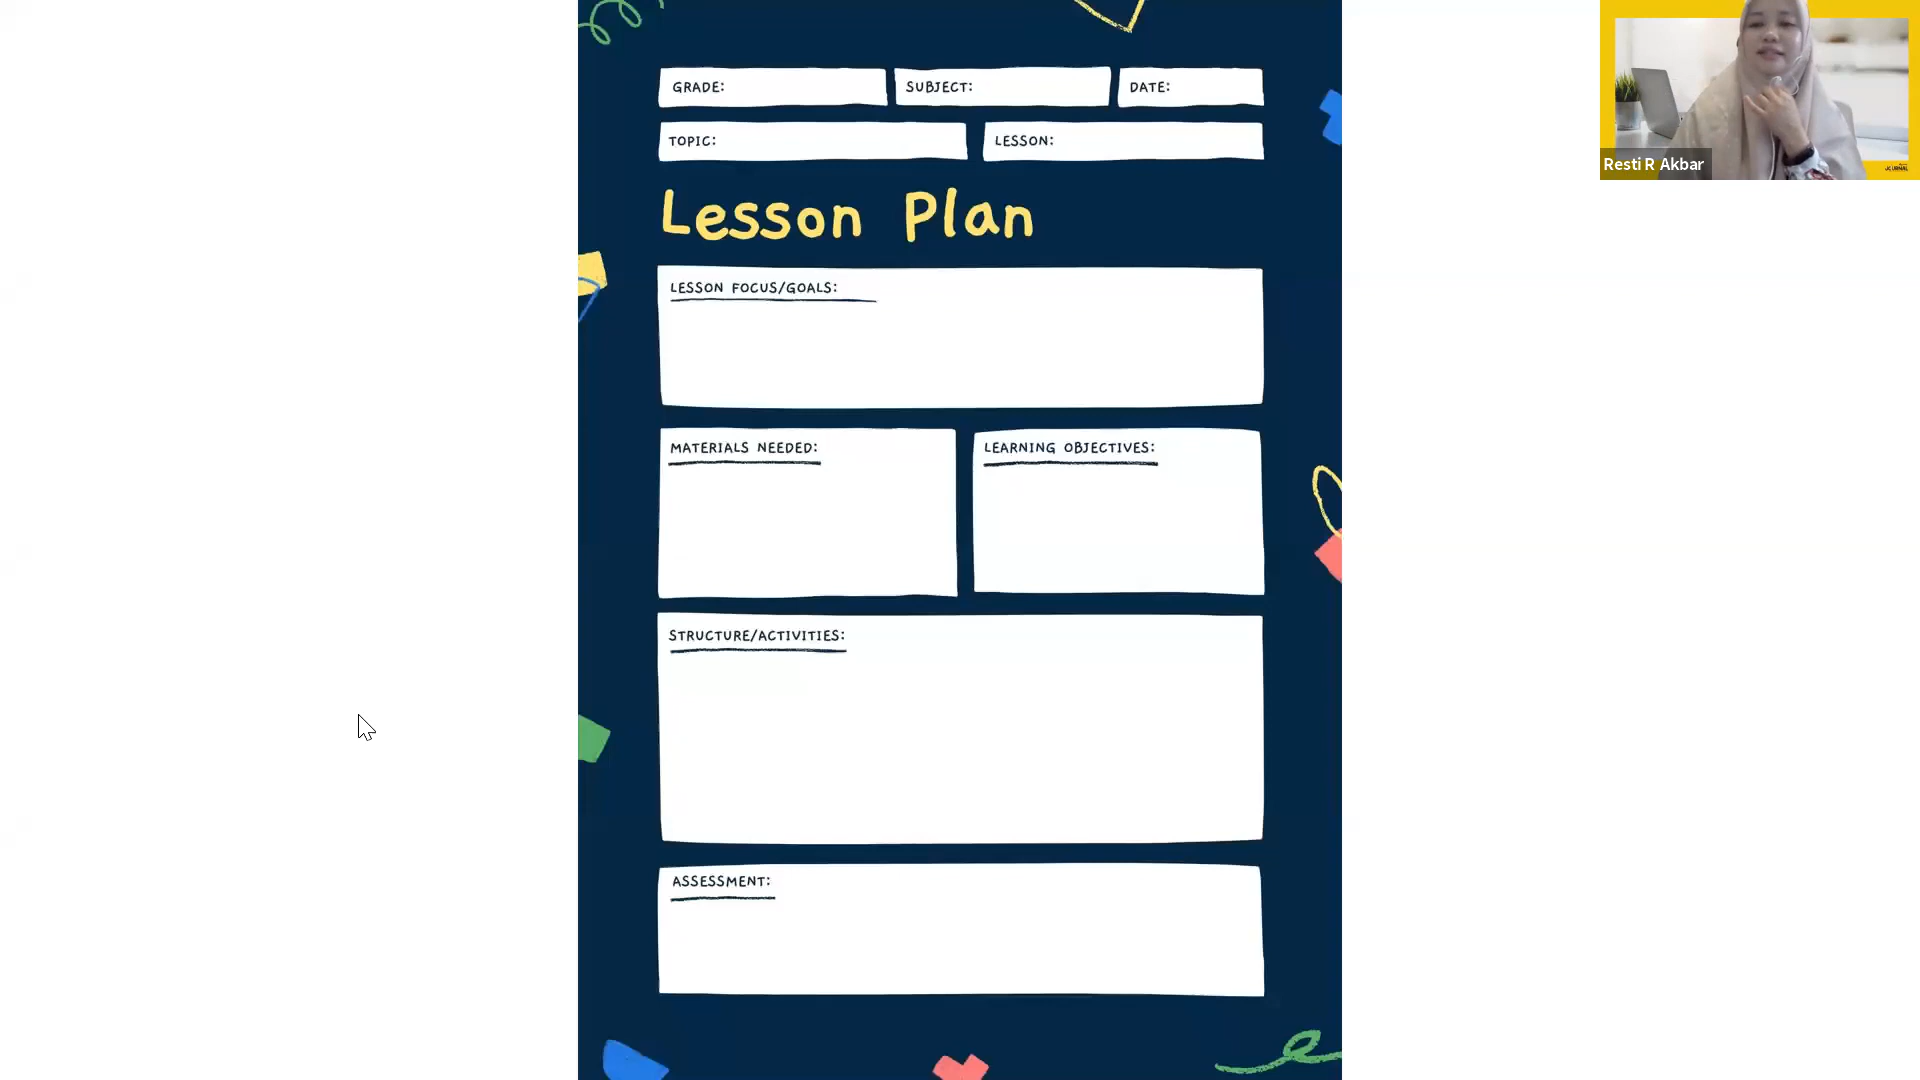 GRADE:
SUBJECT:
DATE:
TOPIC:
LESSON:
Lesson Plan
LESSON FOCUS/GOALS:
MATERIALS NEEDED:
LEARNING OBJECTIVES:
STRUCTURE/ACTIVITIES:
ASSESSMENT:
Resti R Akbar